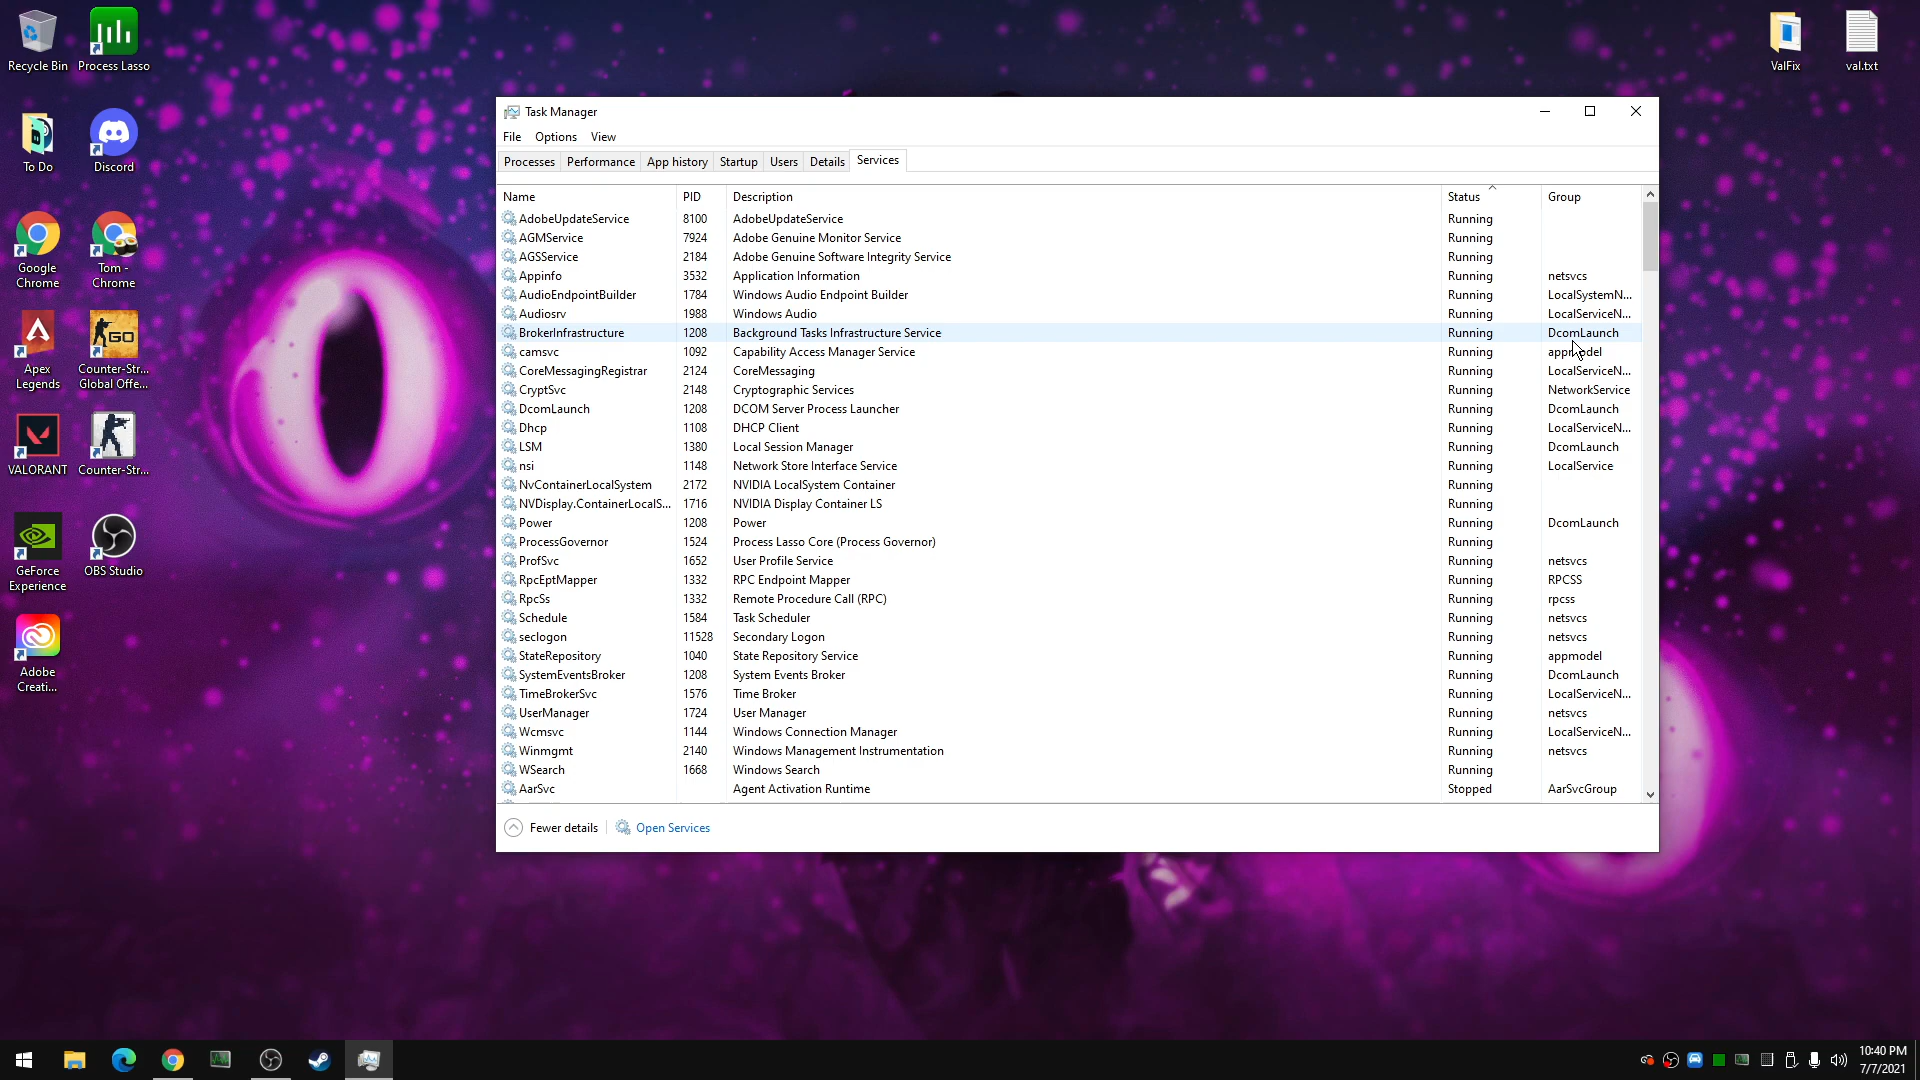 Recycle Bin
Process Lasso
ValFix
val.txt
To Do
Discord
Google Chrome
Tom - Chrome
Apex Legends
Counter-Str... Global Offe...
VALORANT
Counter-Str...
GeForce Experience
OBS Studio
Adobe Creati...
Task Manager
File Options View
Processes Performance App history Startup Users Details Services
Name PID Description Status Group
AdobeUpdateService 8100 AdobeUpdateService Running
AGMService 7924 Adobe Genuine Monitor Service Running
AGSService 2184 Adobe Genuine Software Integrity Service Running
Appinfo 3532 Application Information Running netsvcs
AudioEndpointBuilder 1784 Windows Audio Endpoint Builder Running LocalSystemN...
Audiosrv 1988 Windows Audio Running LocalServiceN...
BrokerInfrastructure 1208 Background Tasks Infrastructure Service Running DcomLaunch
camsvc 1092 Capability Access Manager Service Running appmodel
CoreMessagingRegistrar 2124 CoreMessaging Running LocalServiceN...
CryptSvc 2148 Cryptographic Services Running NetworkService
DcomLaunch 1208 DCOM Server Process Launcher Running DcomLaunch
Dhcp 1108 DHCP Client Running LocalServiceN...
LSM 1380 Local Session Manager Running DcomLaunch
nsi 1148 Network Store Interface Service Running LocalService
NvContainerLocalSystem 2172 NVIDIA LocalSystem Container Running
NVDisplay.ContainerLocalS... 1716 NVIDIA Display Container LS Running
Power 1208 Power Running DcomLaunch
ProcessGovernor 1524 Process Lasso Core (Process Governor) Running
ProfSvc 1652 User Profile Service Running netsvcs
RpcEptMapper 1332 RPC Endpoint Mapper Running RPCSS
RpcSs 1332 Remote Procedure Call (RPC) Running rpcss
Schedule 1584 Task Scheduler Running netsvcs
seclogon 11528 Secondary Logon Running netsvcs
StateRepository 1040 State Repository Service Running appmodel
SystemEventsBroker 1208 System Events Broker Running DcomLaunch
TimeBrokerSvc 1576 Time Broker Running LocalServiceN...
UserManager 1724 User Manager Running netsvcs
Wcmsvc 1144 Windows Connection Manager Running LocalServiceN...
Winmgmt 2140 Windows Management Instrumentation Running netsvcs
WSearch 1668 Windows Search Running
AarSvc Agent Activation Runtime Stopped AarSvcGroup
Fewer details Open Services
10:40 PM
7/7/2021